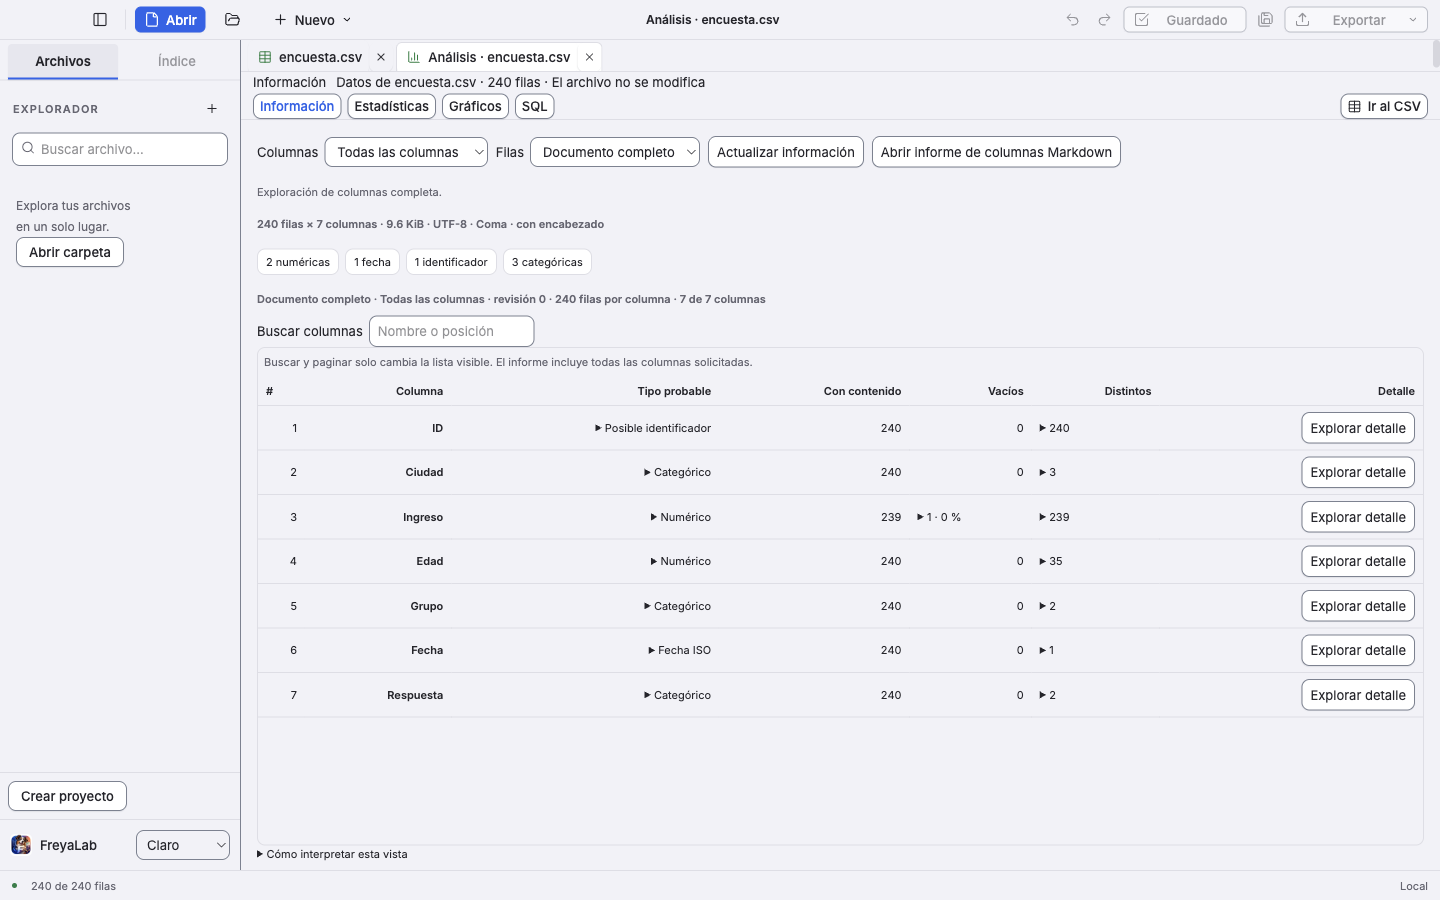 Abrir
Nuevo
Análisis · encuesta.csv
Guardado
Exportar
Archivos
Índice
EXPLORADOR
Buscar archivo...
Explora tus archivos
en un solo lugar.
Abrir carpeta
Crear proyecto
FreyaLab
Claro
encuesta.csv
Análisis · encuesta.csv
Información Datos de encuesta.csv · 240 filas · El archivo no se modifica
Información Estadísticas Gráficos SQL Ir al CSV
Columnas Todas las columnas Filas Documento completo Actualizar información Abrir informe de columnas Markdown
Exploración de columnas completa.
240 filas × 7 columnas · 9.6 KiB · UTF-8 · Coma · con encabezado
2 numéricas 1 fecha 1 identificador 3 categóricas
Documento completo · Todas las columnas · revisión 0 · 240 filas por columna · 7 de 7 columnas
Buscar columnas Nombre o posición
Buscar y paginar solo cambia la lista visible. El informe incluye todas las columnas solicitadas.
# Columna Tipo probable Con contenido Vacíos Distintos Detalle
1 ID Posible identificador 240 0 240 Explorar detalle
2 Ciudad Categórico 240 0 3 Explorar detalle
3 Ingreso Numérico 239 1 · 0 % 239 Explorar detalle
4 Edad Numérico 240 0 35 Explorar detalle
5 Grupo Categórico 240 0 2 Explorar detalle
6 Fecha Fecha ISO 240 0 1 Explorar detalle
7 Respuesta Categórico 240 0 2 Explorar detalle
Cómo interpretar esta vista
240 de 240 filas
Local